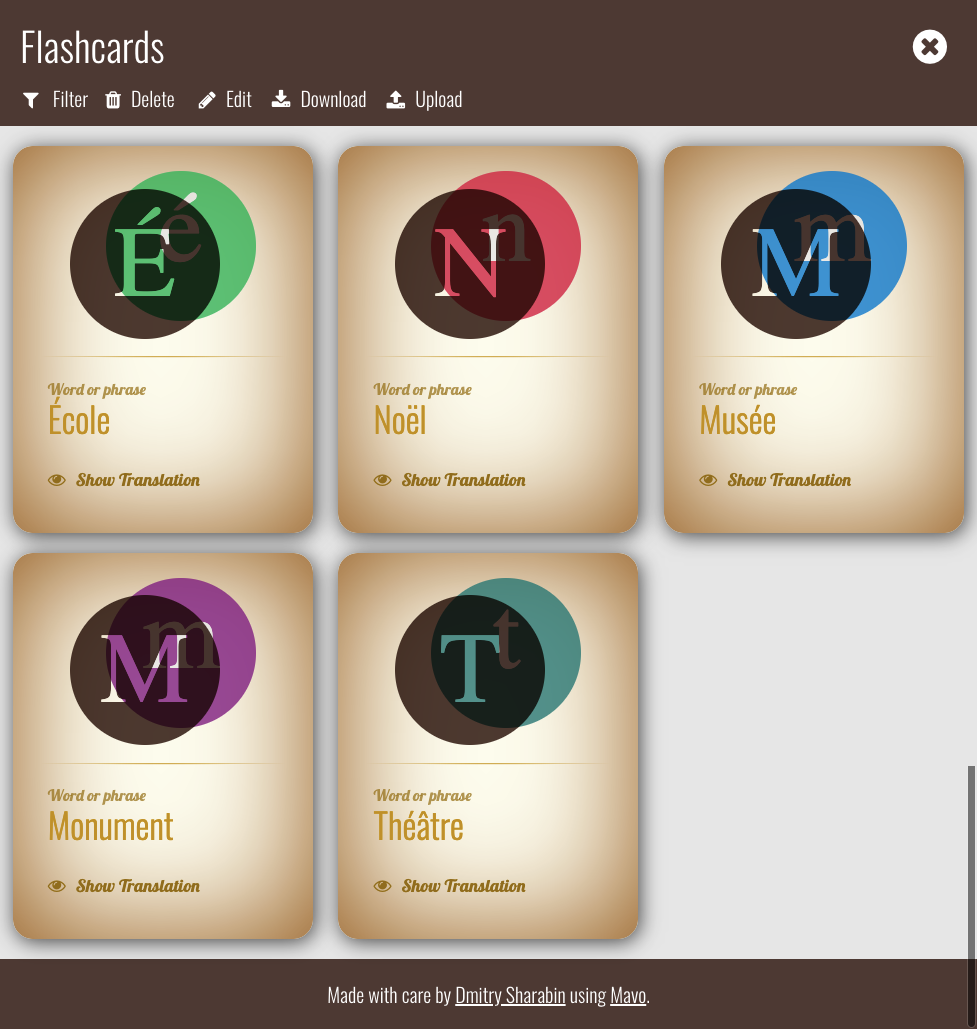 Flashcards
Filter Delete Edit Download Upload
é
É
n
N
m
M
Word or phrase
École
Show Translation
Word or phrase
Noël
Show Translation
Word or phrase
Musée
Show Translation
m
M
t
T
Word or phrase
Monument
Show Translation
Word or phrase
Théâtre
Show Translation
Made with care by Dmitry Sharabin using Mavo.